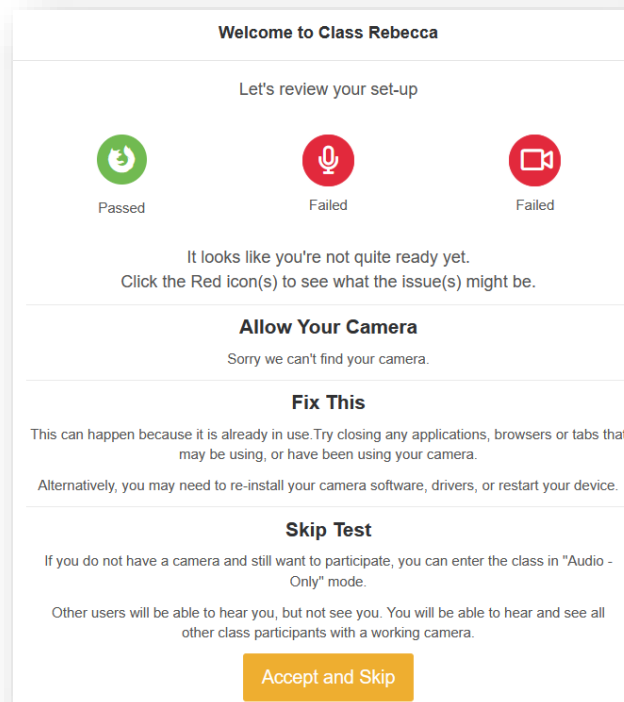 Welcome to Class Rebecca
Let's review your set-up
Passed
Failed
Failed
It looks like you're not quite ready yet.
Click the Red icon(s) to see what the issue(s) might be.
Allow Your Camera
Sorry we can't find your camera.
Fix This
This can happen because it is already in use.Try closing any applications, browsers or tabs that
may be using, or have been using your camera.
Alternatively, you may need to re-install your camera software, drivers, or restart your device.
Skip Test
If you do not have a camera and still want to participate, you can enter the class in "Audio -
Only" mode.
Other users will be able to hear you, but not see you. You will be able to hear and see all
other class participants with a working camera.
Accept and Skip